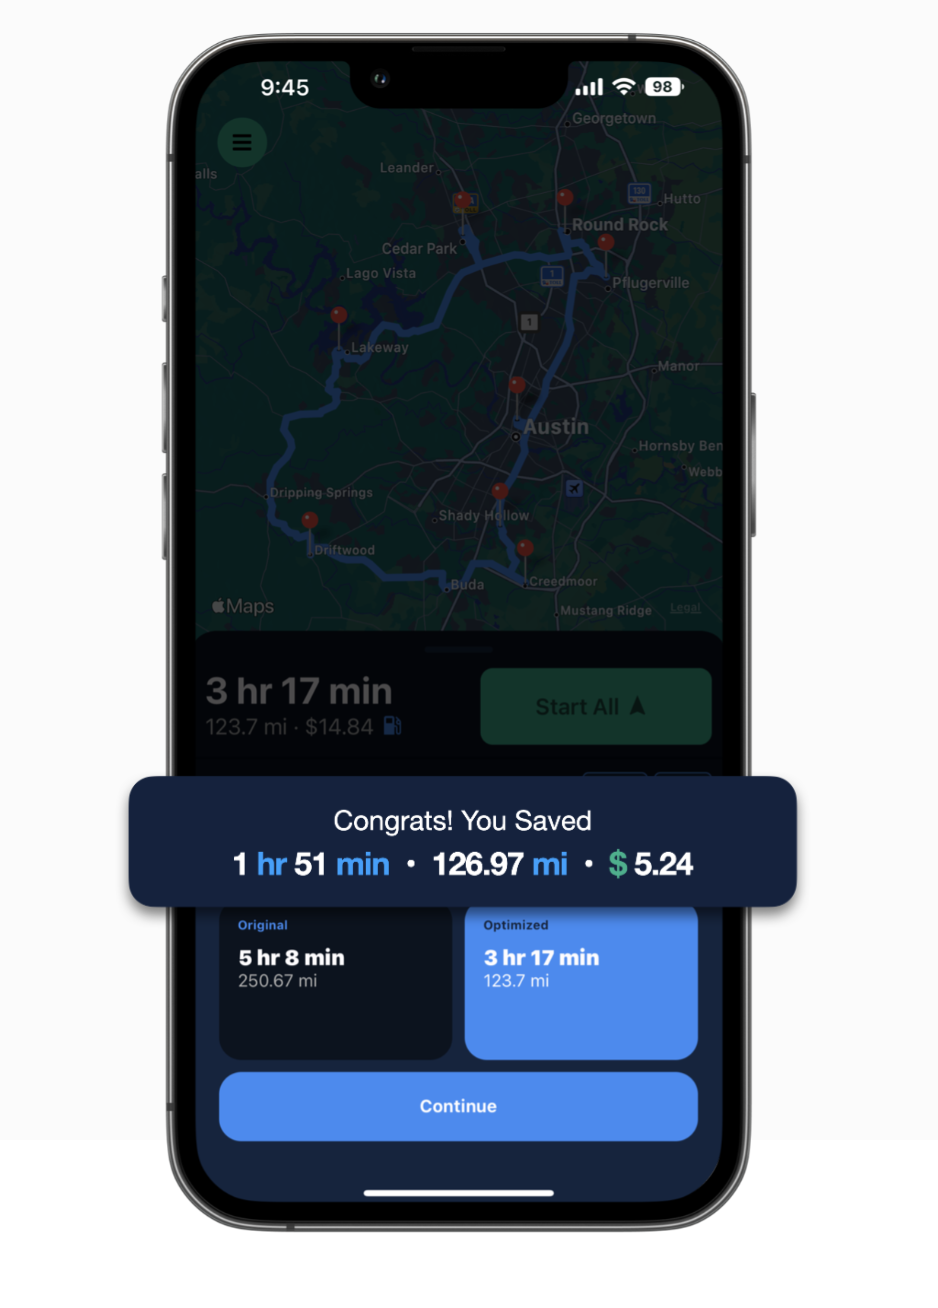 9:45
98
Georgetown
Leander
alls
130
Hutto
Round Rock
Cedar Park
Lago Vista
1
Pflugerville
1
Lakeway
Manor
Austin
Hornsby Ben
Webb
Dripping Springs
Shady Hollow
Driftwood
Buda
Creedmoor
Maps
Mustang Ridge
Legal
3 hr 17 min
Start All
123.7 mi · $14.84
Congrats! You Saved
1 hr 51 min • 126.97 mi • $ 5.24
Original
5 hr 8 min
250.67 mi
Optimized
3 hr 17 min
123.7 mi
Continue